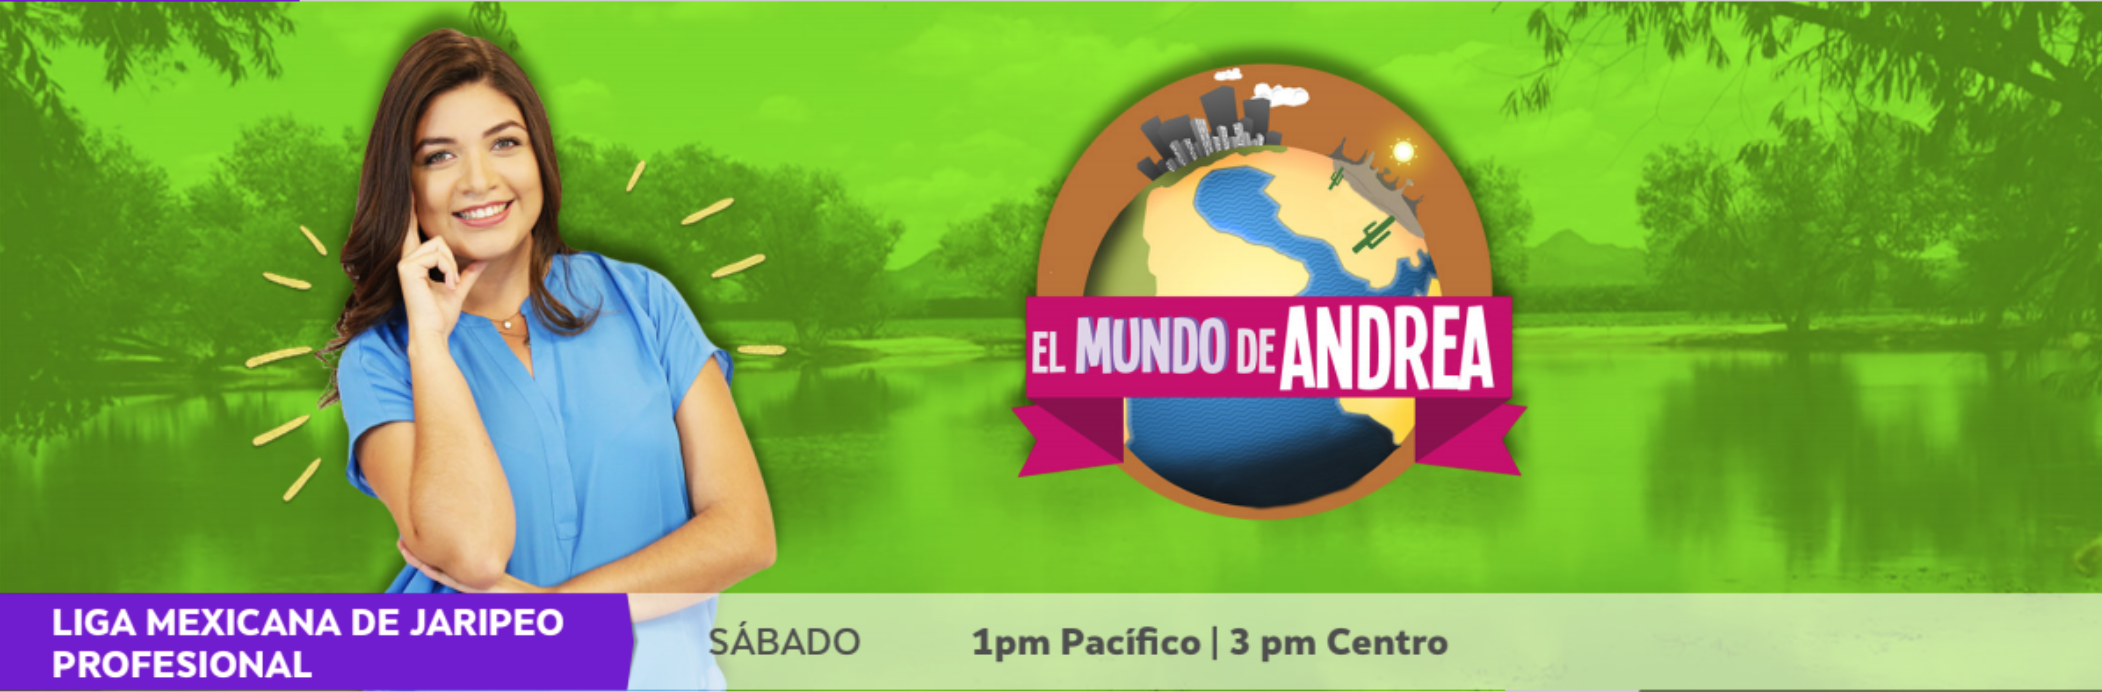 EL MUNDO DE ANDREA
LIGA MEXICANA DE JARIPEO
PROFESIONAL
SÁBADO
1pm Pacífico | 3 pm Centro